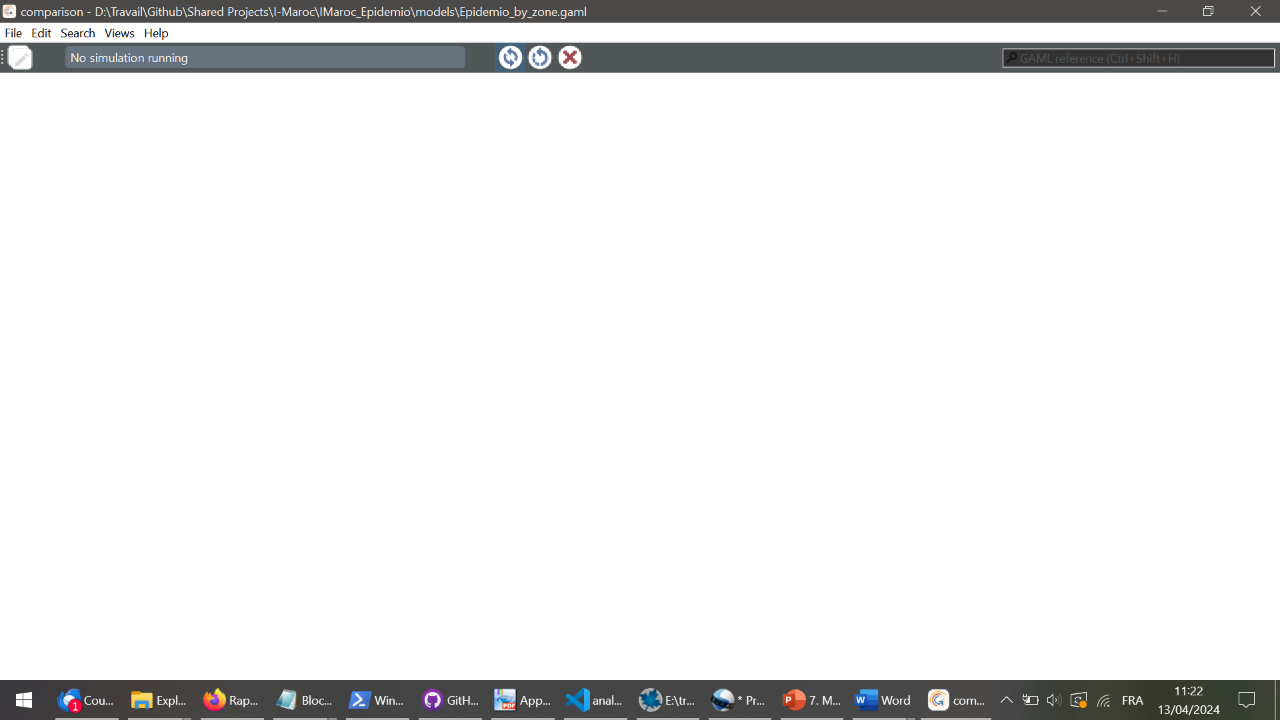 comparison - D:\Travail\Github\Shared Projects\I-Maroc\IMaroc_Epidemio\models\Epidemio_by_zone.gaml
File Edit Search Views Help
No simulation running
GAML reference (Ctrl+Shift+H)
1 Cou... Expl... Rap... Bloc... Win... GitH... App... anal... E:\tr... * Pr... 7. M... Word com... FRA
11:22
13/04/2024